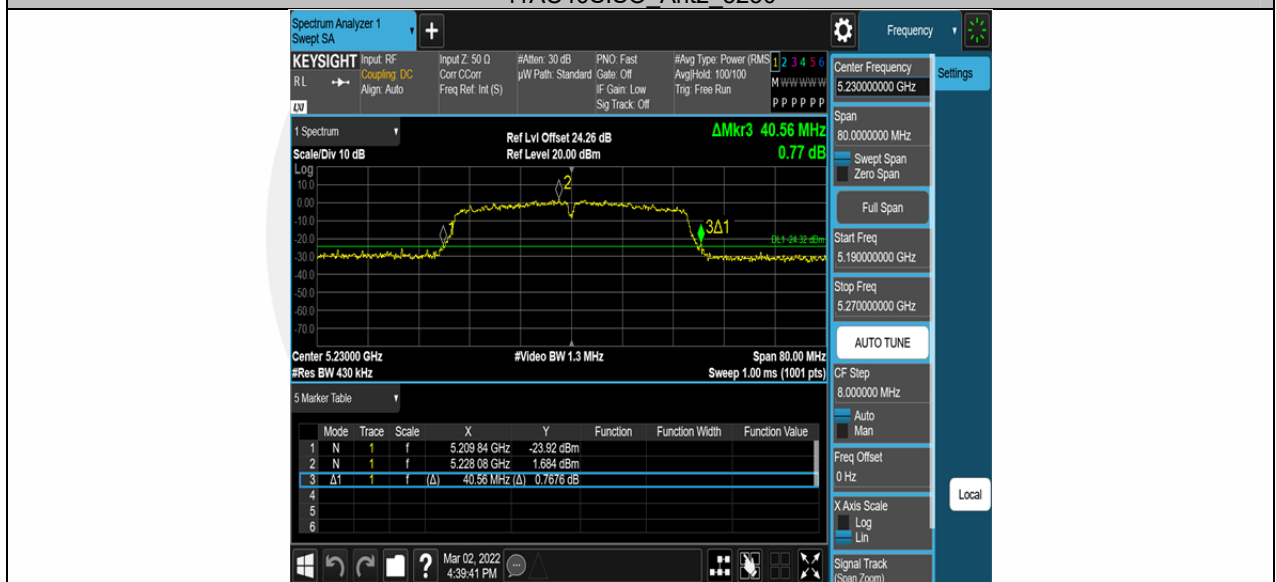 Spectrum Analyzer 1
Swept SA
+
Frequency
KEYSIGHT
RL
LXI
Input: RF
Coupling: DC
Align: Auto
Input Z: 50 Ω
Corr CCorr
Freq Ref: Int (S)
#Atten: 30 dB
µW Path: Standard
PNO: Fast
Gate: Off
IF Gain: Low
Sig Track: Off
#Avg Type: Power (RMS
Avg|Hold: 100/100
Trig: Free Run
1 2 3 4 5 6
M W W W W W
P P P P P P
1 Spectrum
Scale/Div 10 dB
Ref Lvl Offset 24.26 dB
Ref Level 20.00 dBm
ΔMkr3 40.56 MHz
0.77 dB
Log
10.0
0.00
-10.0
-20.0
-30.0
-40.0
-50.0
-60.0
-70.0
2
1
3Δ1
DL1 -24.32 dBm
Center 5.23000 GHz
#Video BW 1.3 MHz
Span 80.00 MHz
#Res BW 430 kHz
Sweep 1.00 ms (1001 pts)
5 Marker Table
Mode Trace Scale X Y Function Function Width Function Value
1 N 1 f 5.209 84 GHz -23.92 dBm
2 N 1 f 5.228 08 GHz 1.684 dBm
3 Δ1 1 f (Δ) 40.56 MHz (Δ) 0.7676 dB
4
5
6
?
Mar 02, 2022
4:39:41 PM
Center Frequency
5.230000000 GHz
Settings
Span
80.0000000 MHz
Swept Span
Zero Span
Full Span
Start Freq
5.190000000 GHz
Stop Freq
5.270000000 GHz
AUTO TUNE
CF Step
8.000000 MHz
Auto
Man
Freq Offset
0 Hz
X Axis Scale
Log
Lin
Local
Signal Track
(Span Zoom)